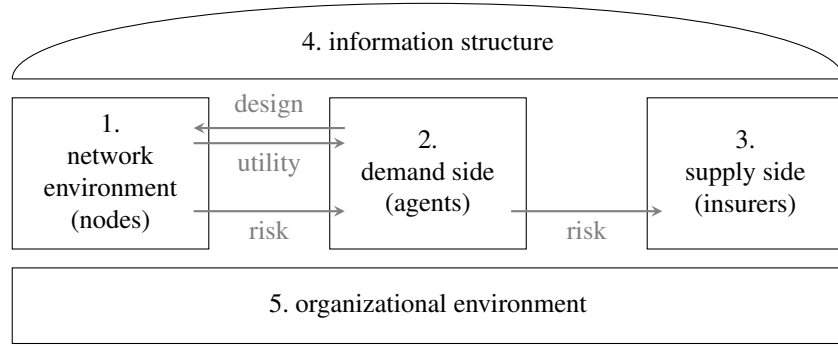 4. information structure
1.
network
environment
(nodes)
design
utility
risk
2.
demand side
(agents)
risk
3.
supply side
(insurers)
5. organizational environment